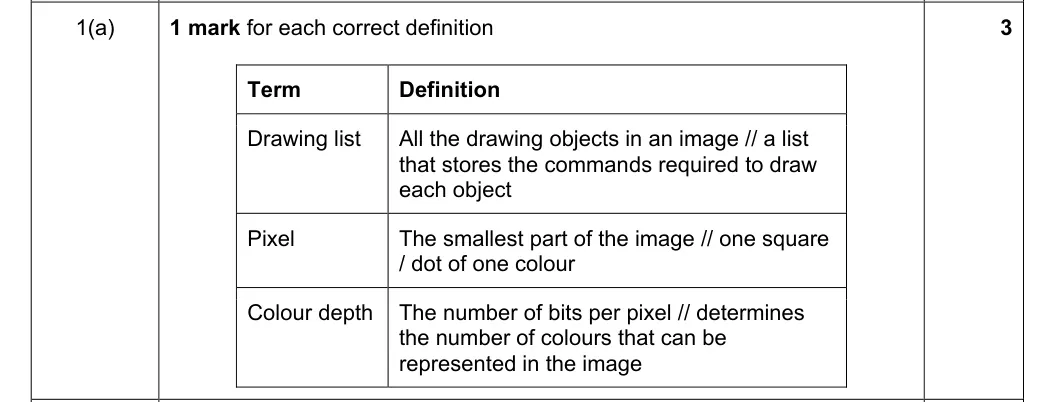 1(a)
1 mark for each correct definition
3
Term
Definition
Drawing list
All the drawing objects in an image // a list
that stores the commands required to draw
each object
Pixel
The smallest part of the image // one square
/ dot of one colour
Colour depth
The number of bits per pixel // determines
the number of colours that can be
represented in the image